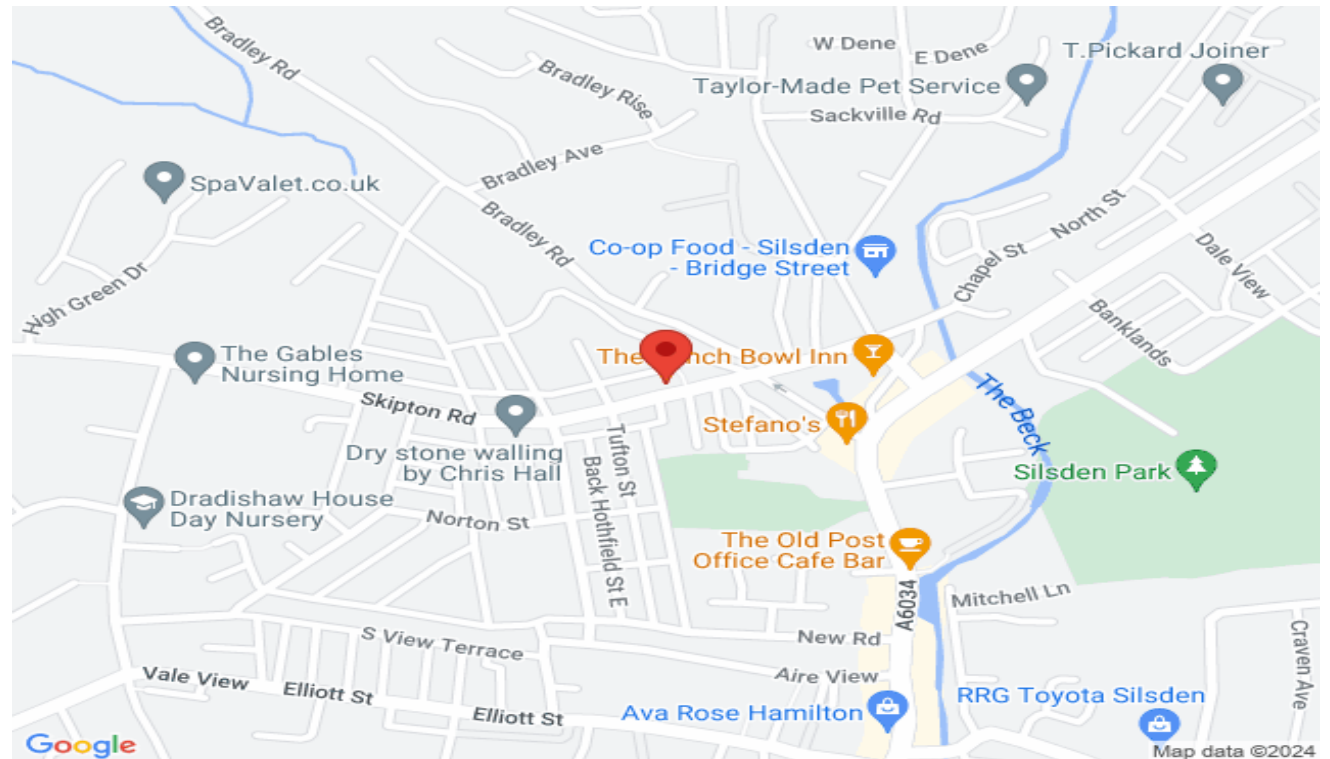 Bradley Rd
W Dene
E Dene
T.Pickard Joiner
Bradley Rise
Taylor-Made Pet Service
Sackville Rd
Bradley Ave
SpaValet.co.uk
Bradley Rd
North St
Co-op Food - Silsden
- Bridge Street
Chapel St
Dale View
High Green Dr
Banklands
The Gables
Nursing Home
The nch Bowl Inn
Skipton Rd
The Beck
Stefano's
Tufton St
Dry stone walling
by Chris Hall
Back Hothfield St E
Silsden Park
Dradishaw House
Day Nursery
Norton St
The Old Post
Office Cafe Bar
A6034
Mitchell Ln
S View Terrace
New Rd
Craven Ave
Vale View
Elliott St
Aire View
Elliott St
Ava Rose Hamilton
RRG Toyota Silsden
Google
Map data ©2024